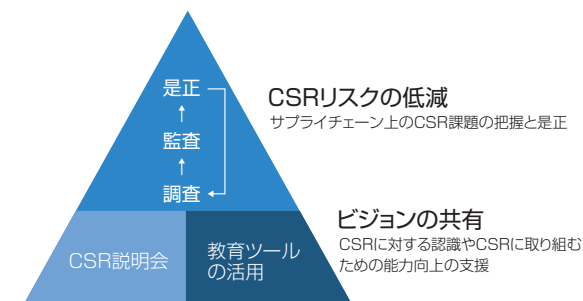 是正
↑
監査
↑
調査
CSRリスクの低減
サプライチェーン上のCSR課題の把握と是正
CSR説明会
教育ツール
の活用
ビジョンの共有
CSRに対する認識やCSRに取り組む
ための能力向上の支援